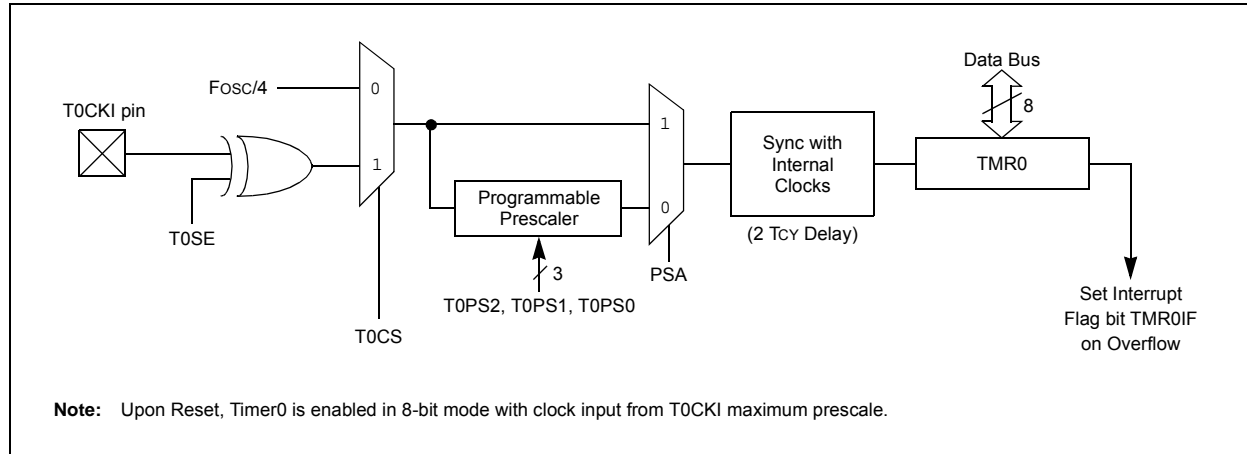 FOSC/4
0
Data Bus
8
T0CKI pin
1
Sync with
Internal
Clocks
TMR0
1
Programmable
Prescaler
0
T0SE
(2 TCY Delay)
3
PSA
T0PS2, T0PS1, T0PS0
T0CS
Set Interrupt
Flag bit TMR0IF
on Overflow
Note: Upon Reset, Timer0 is enabled in 8-bit mode with clock input from T0CKI maximum prescale.